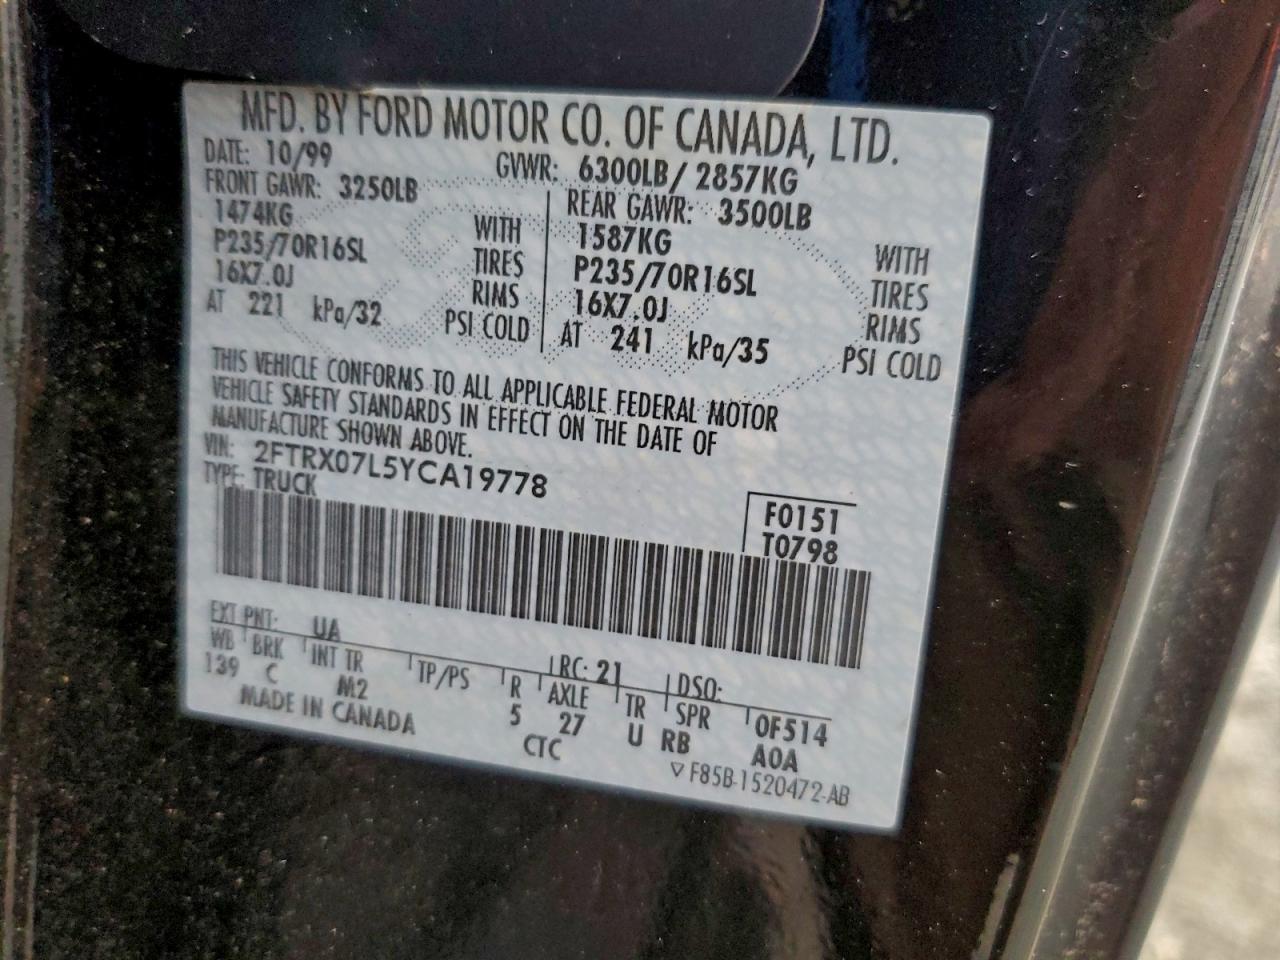 MFD. BY FORD MOTOR CO. OF CANADA, LTD.
DATE: 10/99 GVWR: 6300LB/ 2857KG
FRONT GAWR: 3250LB REAR GAWR: 3500LB
1474KG WITH 1587KG WITH
P235/70R16SL TIRES P235/70R16SL TIRES
16X7.0J RIMS 16X7.0J RIMS
AT 221 kPa/32 PSI COLD AT 241 kPa/35 PSI COLD
THIS VEHICLE CONFORMS TO ALL APPLICABLE FEDERAL MOTOR
VEHICLE SAFETY STANDARDS IN EFFECT ON THE DATE OF
MANUFACTURE SHOWN ABOVE.
VIN: 2FTRX07L5YCA19778
TYPE: TRUCK
F0151
T0798
EXT PNT: UA RC: 21 DSO:
WB BRK INT TR TP/PS R AXLE TR SPR OF514
139 C M2 5 27 U RB AOA
MADE IN CANADA CTC
▽ F85B-1520472-AB